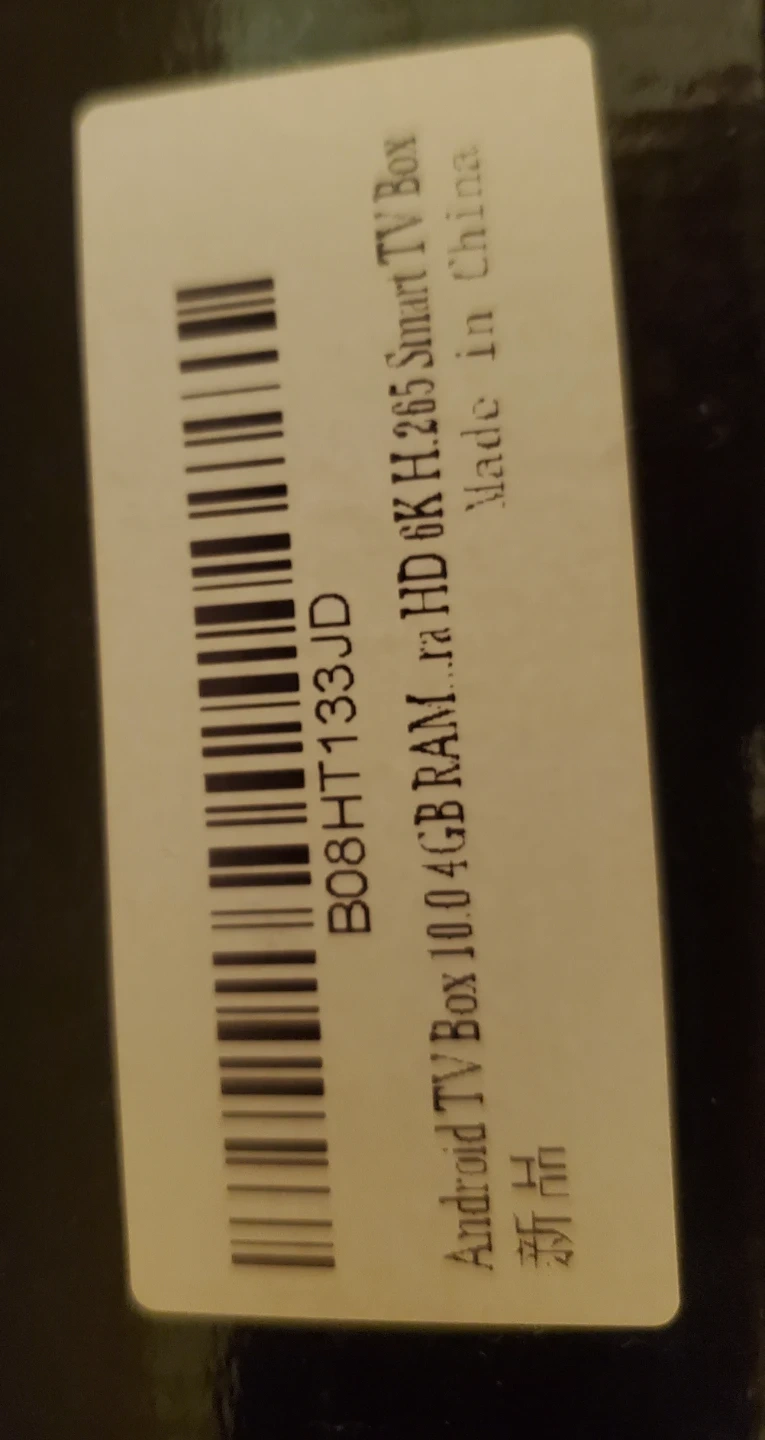 B08HT133JD
Android TV Box 10.0 4GB RAM...ra HD 6K H.265 Smart TV Box
新品
Made in China